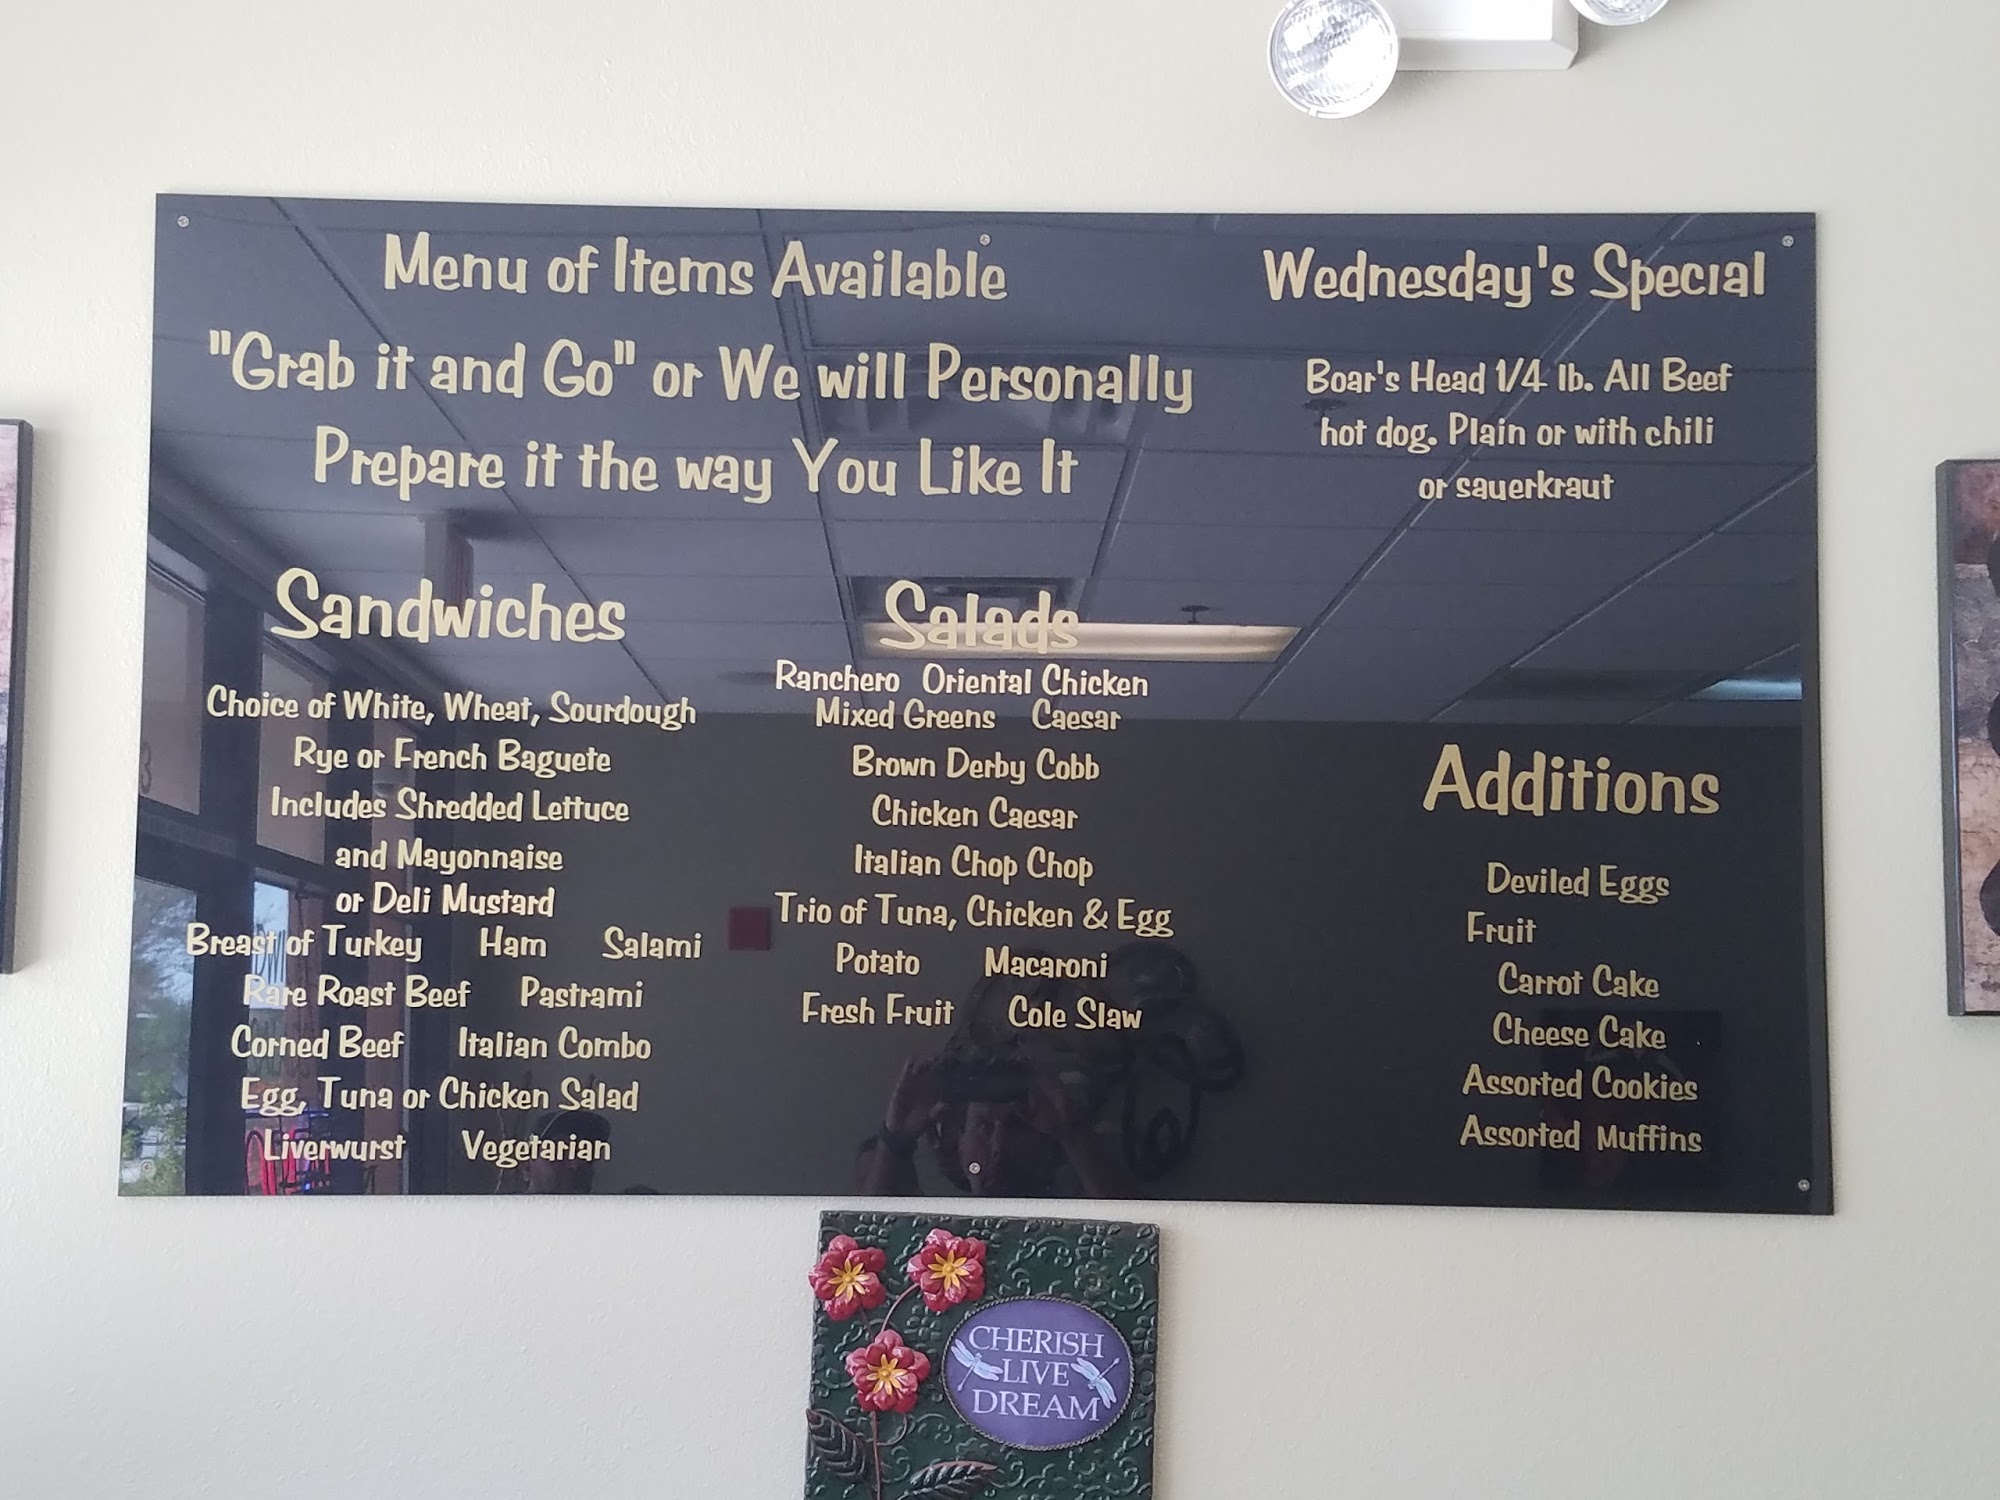 Menu of Items Available
"Grab it and Go" or We will Personally
Prepare it the way You Like It
Wednesday's Special
Boar's Head 1/4 lb. All Beef
hot dog. Plain or with chili
or sauerkraut
Sandwiches
Choice of White, Wheat, Sourdough
Rye or French Baguete
Includes Shredded Lettuce
and Mayonnaise
or Deli Mustard
Breast of Turkey Ham Salami
Rare Roast Beef Pastrami
Corned Beef Italian Combo
Egg, Tuna or Chicken Salad
Liverwurst Vegetarian
Salads
Ranchero Oriental Chicken
Mixed Greens Caesar
Brown Derby Cobb
Chicken Caesar
Italian Chop Chop
Trio of Tuna, Chicken & Egg
Potato Macaroni
Fresh Fruit Cole Slaw
Additions
Deviled Eggs
Fruit
Carrot Cake
Cheese Cake
Assorted Cookies
Assorted Muffins
CHERISH
LIVE
DREAM